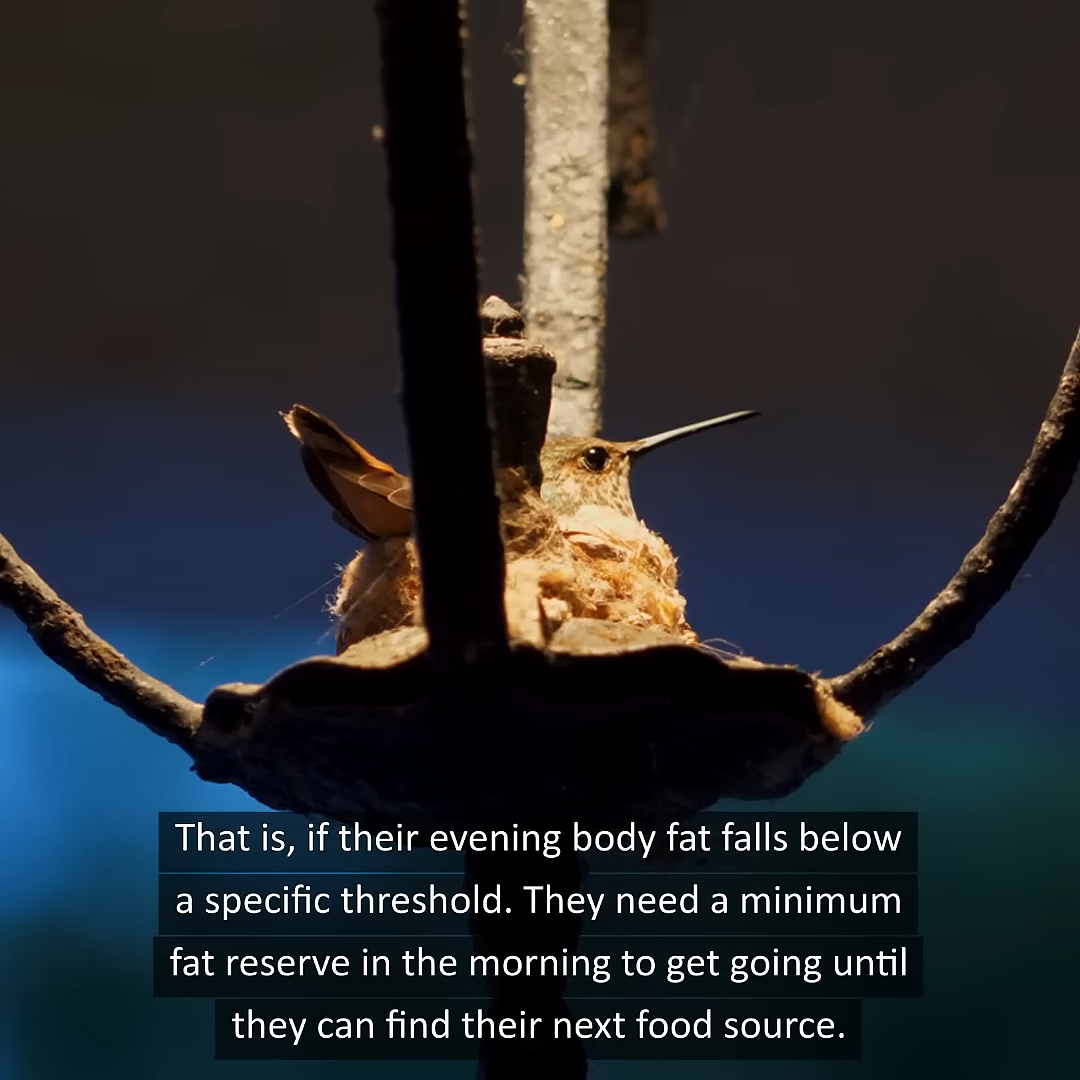 That is, if their evening body fat falls below
a specific threshold. They need a minimum
fat reserve in the morning to get going until
they can find their next food source.